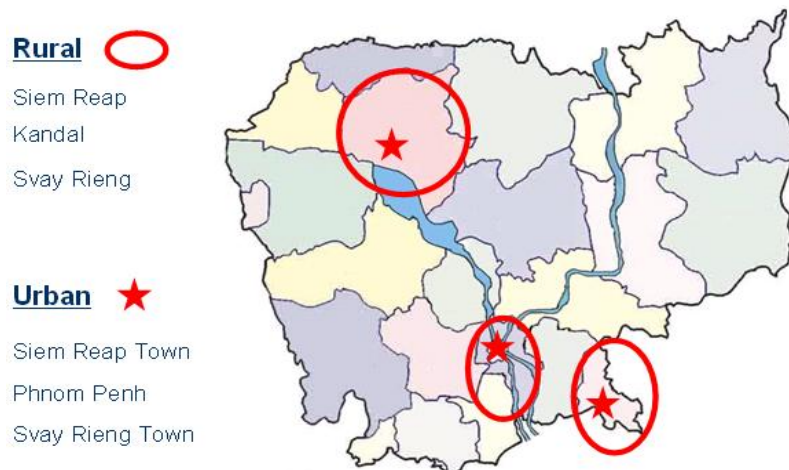 Rural
Siem Reap
Kandal
Svay Rieng
Urban
Siem Reap Town
Phnom Penh
Svay Rieng Town